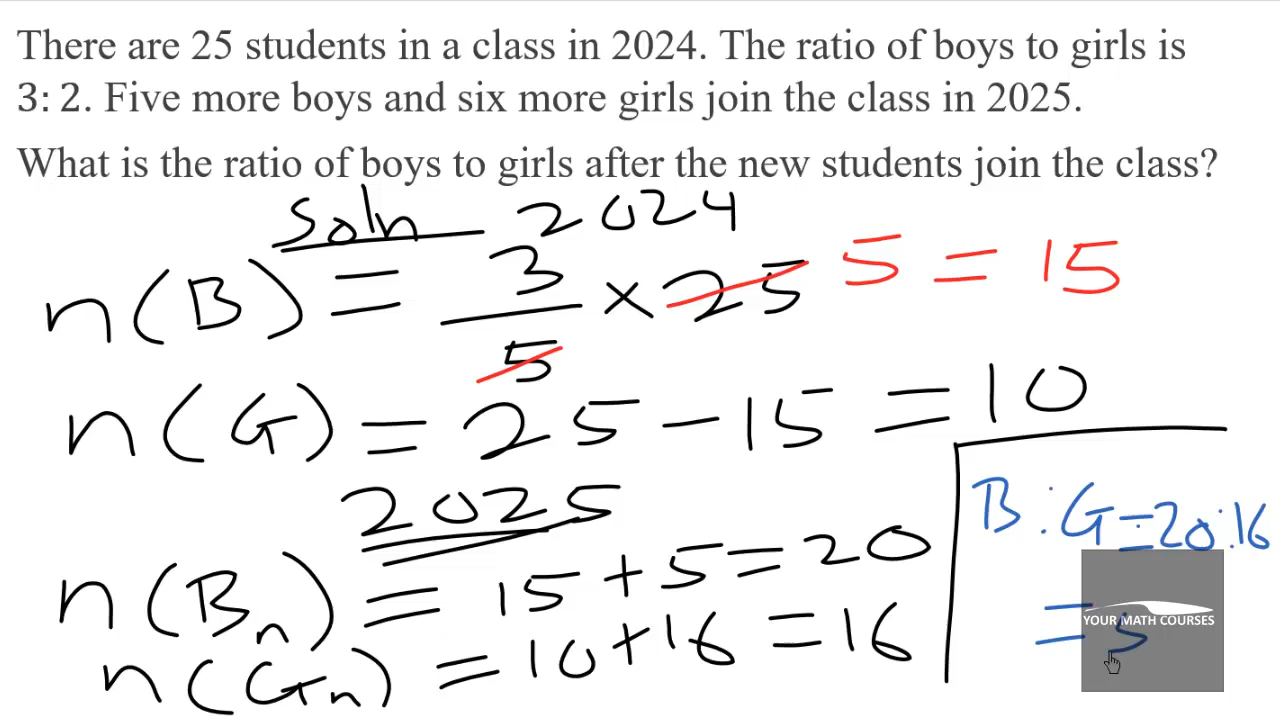 There are 25 students in a class in 2024. The ratio of boys to girls is
3: 2. Five more boys and six more girls join the class in 2025.
What is the ratio of boys to girls after the new students join the class?
Soln 2024
n(B) = 3/5 × 25 5 = 15
n(G) = 25 - 15 = 10
2025
n(Bn) = 15 + 5 = 20
n(Gn) = 10 + 16 = 16
B : G = 20 : 16
= 5
YOUR MATH COURSES